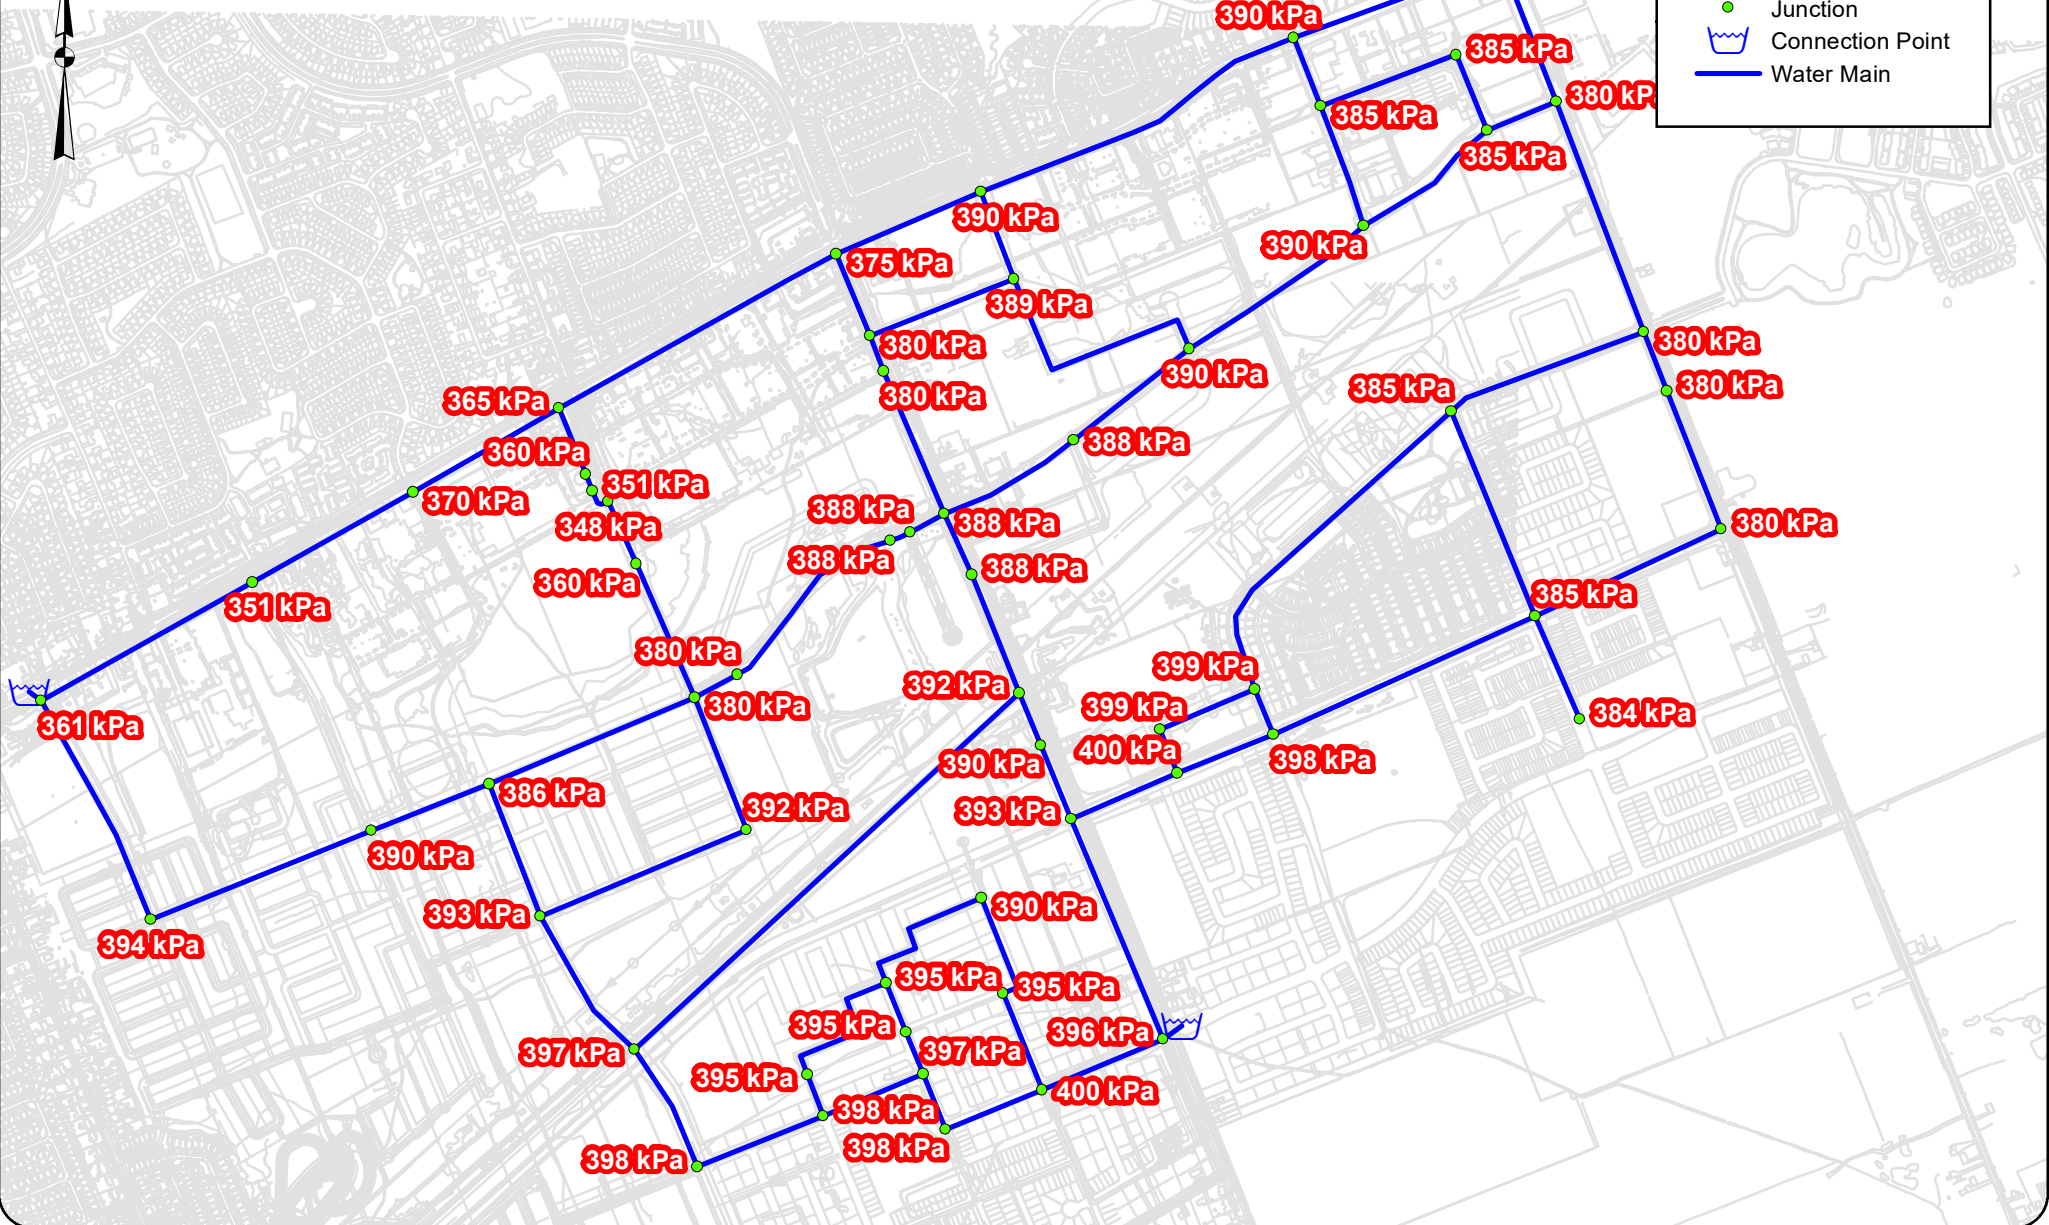 390 kPa
Junction
385 kPa
Connection Point
Water Main
380 kP
385 kPa
385 kPa
390 kPa
390 kPa
375 kPa
389 kPa
380 kPa
380 kPa
390 kPa
380 kPa
380 kPa
385 kPa
380 kPa
365 kPa
388 kPa
360 kPa
351 kPa
370 kPa
388 kPa
388 kPa
348 kPa
380 kPa
388 kPa
388 kPa
360 kPa
385 kPa
351 kPa
380 kPa
399 kPa
392 kPa
380 kPa
399 kPa
384 kPa
361 kPa
400 kPa
390 kPa
398 kPa
386 kPa
392 kPa
393 kPa
390 kPa
390 kPa
393 kPa
394 kPa
395 kPa
395 kPa
395 kPa
396 kPa
397 kPa
397 kPa
395 kPa
400 kPa
398 kPa
398 kPa
398 kPa